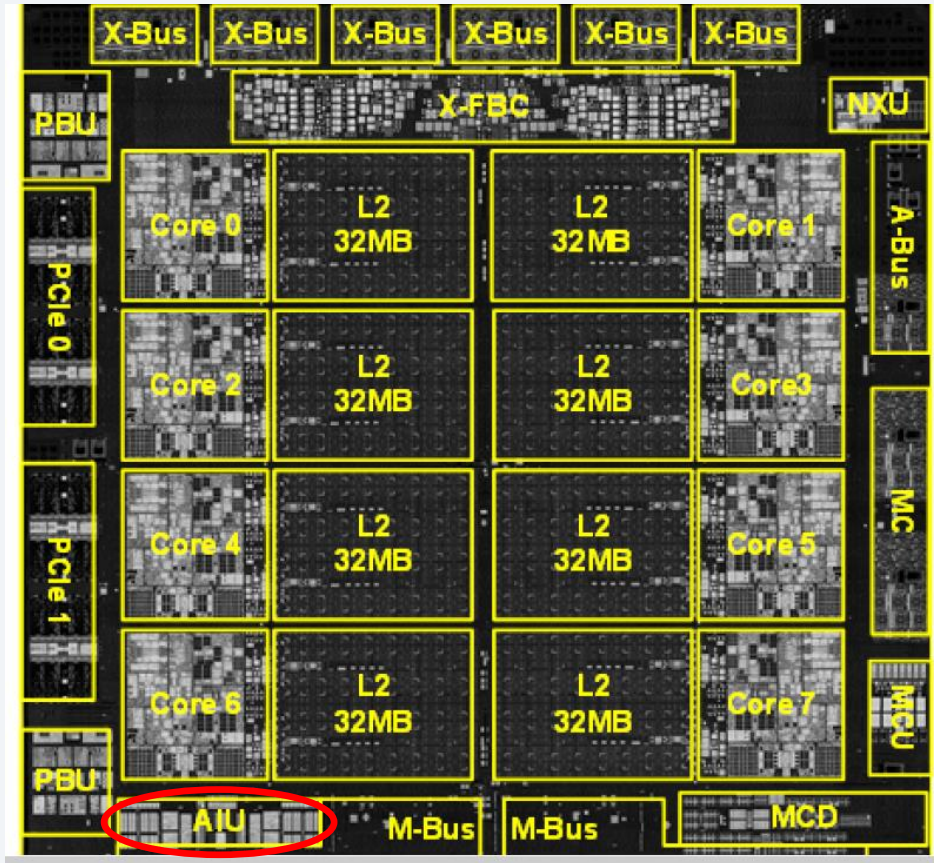 X-Bus
X-Bus
X-Bus
X-Bus
X-Bus
X-Bus
PBU
X-FBC
NXU
Core 0
L2
32MB
L2
32MB
Core 1
A-Bus
PCIe 0
Core 2
L2
32MB
L2
32MB
Core3
MC
Core 4
L2
32MB
L2
32MB
Core 5
PCIe 1
Core 6
L2
32MB
L2
32MB
Core 7
MCU
PBU
AIU
M-Bus
M-Bus
MCD